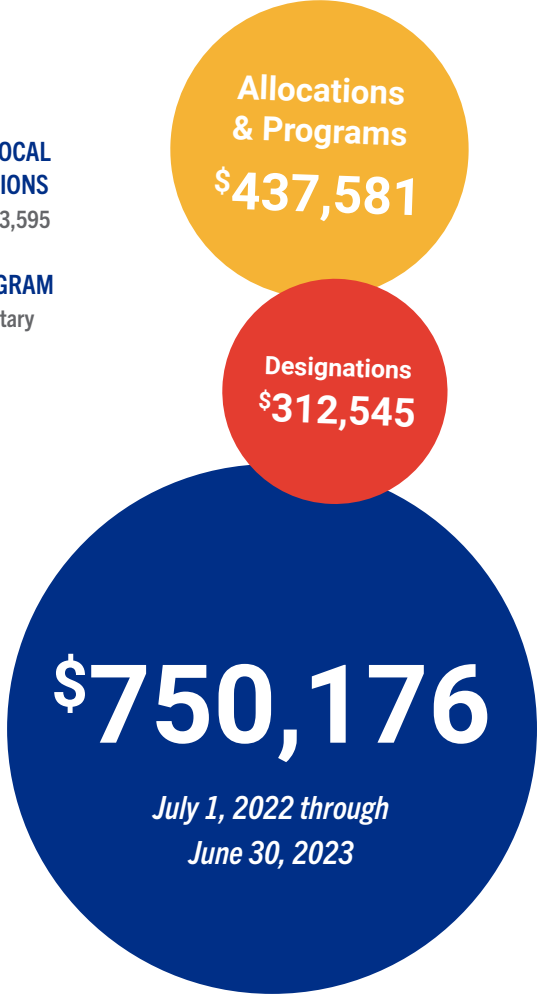 OCAL
IONS
3,595
GRAM
tary
Allocations
& Programs
$437,581
Designations
$312,545
$750,176
July 1, 2022 through
June 30, 2023